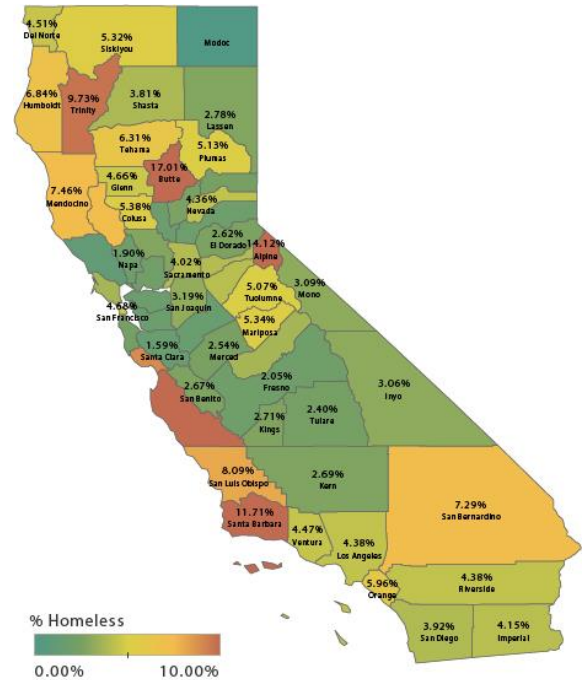 4.51%
Del Norte
5.32%
Siskiyou
Modoc
6.84%
Humboldt
9.73%
Trinity
3.81%
Shasta
2.78%
Lassen
6.31%
Tehama
5.13%
Plumas
17.01%
Butte
7.46%
Mendocino
4.66%
Glenn
4.36%
Nevada
5.38%
Colusa
2.62%
El Dorado
14.12%
Alpine
1.90%
Napa
4.02%
Sacramento
5.07%
Tuolumne
3.09%
Mono
4.68%
San Francisco
3.19%
San Joaquin
5.34%
Mariposa
1.59%
Santa Clara
2.54%
Merced
2.05%
Fresno
3.06%
Inyo
2.67%
San Benito
2.71%
Kings
2.40%
Tulare
8.09%
San Luis Obispo
2.69%
Kern
7.29%
San Bernardino
11.71%
Santa Barbara
4.47%
Ventura
4.38%
Los Angeles
5.96%
Orange
4.38%
Riverside
3.92%
San Diego
4.15%
Imperial
% Homeless
0.00% 10.00%